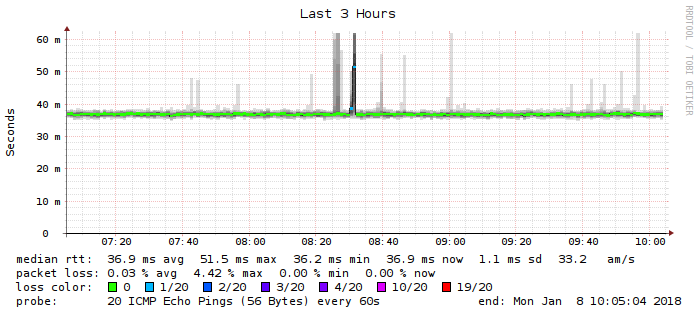 Last 3 Hours
RRDTOOL / TOBI OETIKER
Seconds
60 m
50 m
40 m
30 m
20 m
10 m
0
07:20 07:40 08:00 08:20 08:40 09:00 09:20 09:40 10:00
median rtt: 36.9 ms avg 51.5 ms max 36.2 ms min 36.9 ms now 1.1 ms sd 33.2 am/s
packet loss: 0.03 % avg 4.42 % max 0.00 % min 0.00 % now
loss color: 0 1/20 2/20 3/20 4/20 10/20 19/20
probe: 20 ICMP Echo Pings (56 Bytes) every 60s end: Mon Jan 8 10:05:04 2018